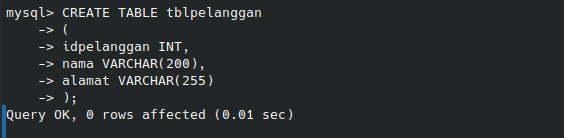 mysql> CREATE TABLE tblpelanggan
-> (
-> idpelanggan INT,
-> nama VARCHAR(200),
-> alamat VARCHAR(255)
-> );
Query OK, 0 rows affected (0.01 sec)